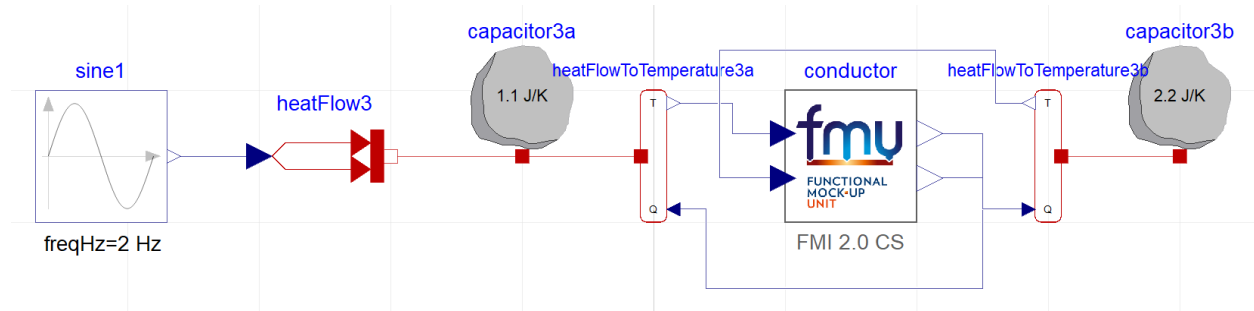 sine1
freqHz=2 Hz
heatFlow3
capacitor3a
1.1 J/K
heatFlowToTemperature3a
T
Q
conductor
fmu
FUNCTIONAL
MOCK-UP
UNIT
FMI 2.0 CS
heatFlowToTemperature3b
T
Q
capacitor3b
2.2 J/K